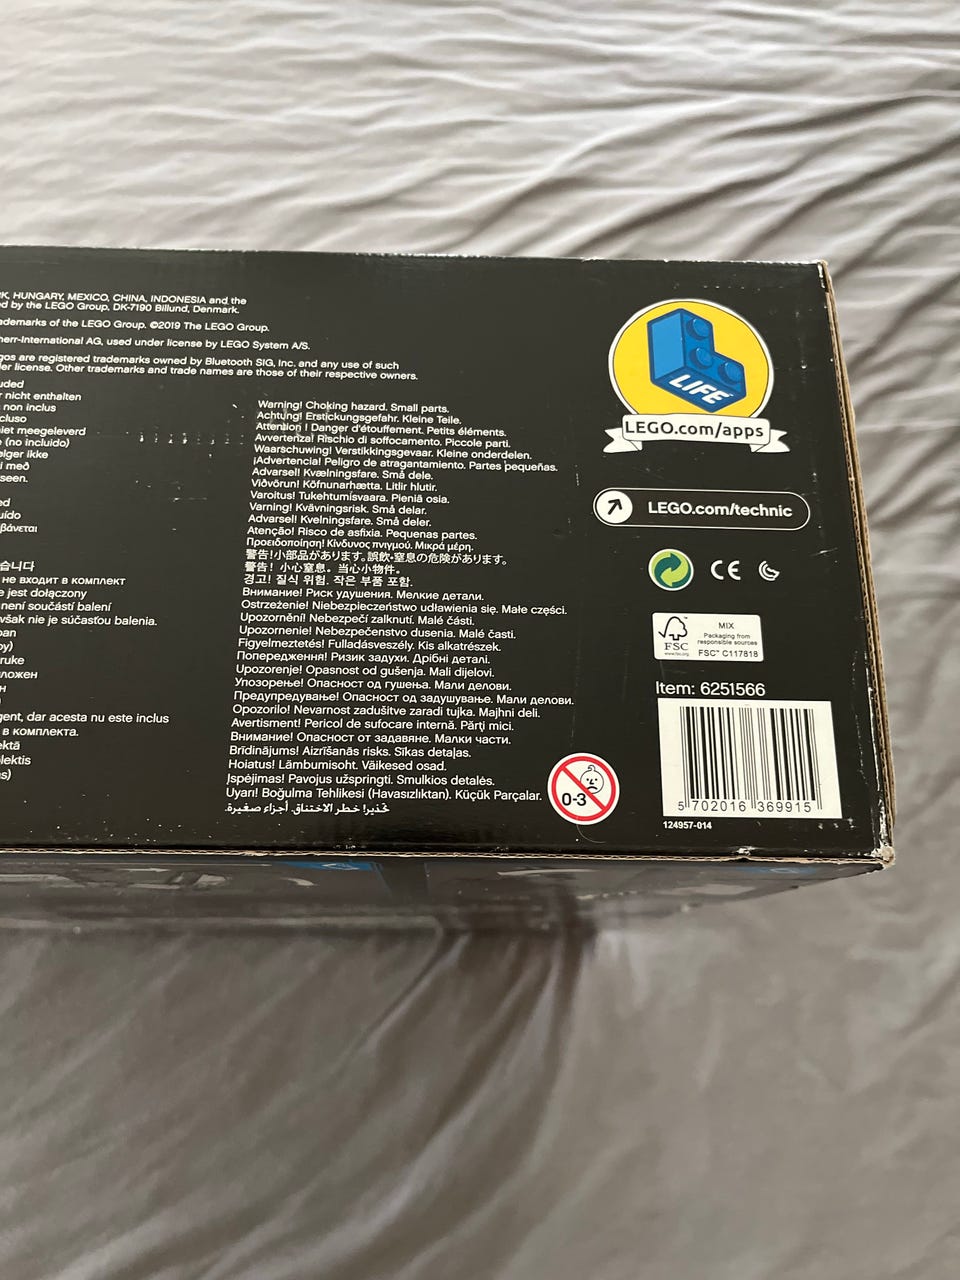 K, HUNGARY, MEXICO, CHINA, INDONESIA and the
ed by the LEGO Group, DK-7190 Billund, Denmark.
ademarks of the LEGO Group. ©2019 The LEGO Group.
herr-International AG, used under license by LEGO System A/S.
gos are registered trademarks owned by Bluetooth SIG, Inc. and any use of such
er license. Other trademarks and trade names are those of their respective owners.
uded
r nicht enthalten
non inclus
cluso
niet meegeleverd
e (no incluido)
elger ikke
i með
seen.
ed
uído
βάνεται
습니다
не входит в комплект
e jest dołączony
není součástí balení
však nie je súčasťou balenia.
ban
oy)
ruke
ложен
н
gent, dar acesta nu este inclus
в комплекта.
ektā
olektis
as)
Warning! Choking hazard. Small parts.
Achtung! Erstickungsgefahr. Kleine Teile.
Attention ! Danger d'étouffement. Petits éléments.
Avvertenza! Rischio di soffocamento. Piccole parti.
Waarschuwing! Verstikkingsgevaar. Kleine onderdelen.
¡Advertencia! Peligro de atragantamiento. Partes pequeñas.
Advarsel! Kvælningsfare. Små dele.
Viðvörun! Köfnunarhætta. Litlir hlutir.
Varoitus! Tukehtumisvaara. Pieniä osia.
Varning! Kvävningsrisk. Små delar.
Advarsel! Kvelningsfare. Små deler.
Atenção! Risco de asfixia. Pequenas partes.
Προειδοποίηση! Κίνδυνος πνιγμού. Μικρά μέρη.
警告!小部品があります。誤飲・窒息の危険があります。
警告! 小心窒息。当心小物件。
경고! 질식 위험. 작은 부품 포함.
Внимание! Риск удушения. Мелкие детали.
Ostrzeżenie! Niebezpieczeństwo udławienia się. Małe części.
Upozornění! Nebezpečí zalknutí. Malé části.
Upozornenie! Nebezpečenstvo dusenia. Malé časti.
Figyelmeztetés! Fulladásveszély. Kis alkatrészek.
Попередження! Ризик задухи. Дрібні деталі.
Upozorenje! Opasnost od gušenja. Mali dijelovi.
Упозорење! Опасност од гушења. Мали делови.
Предупредување! Опасност од задушување. Мали делови.
Opozorilo! Nevarnost zadušitve zaradi tujka. Majhni deli.
Avertisment! Pericol de sufocare internă. Părți mici.
Внимание! Опасност от задавяне. Малки части.
Brīdinājums! Aizrīšanās risks. Sīkas detaļas.
Hoiatus! Lämbumisoht. Väikesed osad.
Įspėjimas! Pavojus užspringti. Smulkios detalės.
Uyarı! Boğulma Tehlikesi (Havasızlıktan). Küçük Parçalar.
تحذير! خطر الاختناق. أجزاء صغيرة.
0-3
LIFE
LEGO.com/apps
LEGO.com/technic
CE
FSC
www.fsc.org
MIX
Packaging from
responsible sources
FSC® C117818
Item: 6251566
5 702016 369915
124957-014